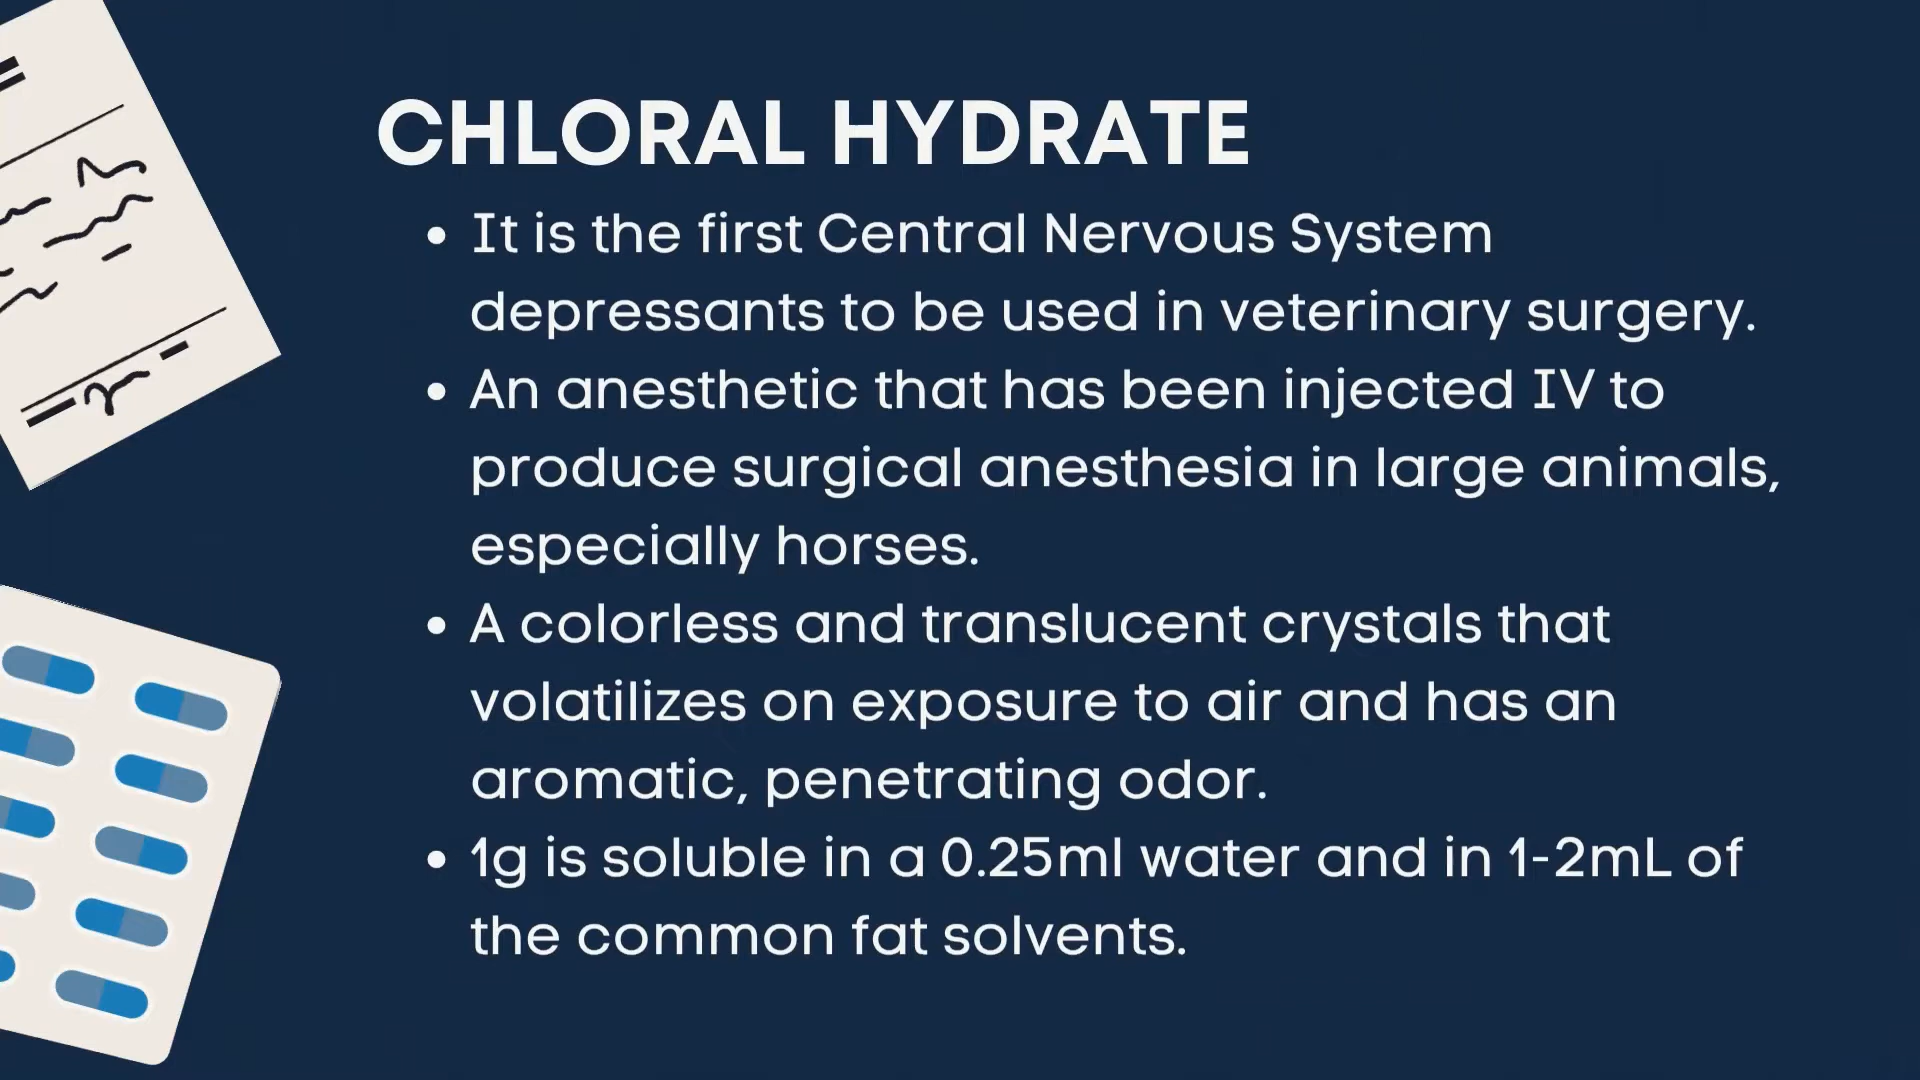 CHLORAL HYDRATE
• It is the first Central Nervous System
depressants to be used in veterinary surgery.
• An anesthetic that has been injected IV to
produce surgical anesthesia in large animals,
especially horses.
• A colorless and translucent crystals that
volatilizes on exposure to air and has an
aromatic, penetrating odor.
• 1g is soluble in a 0.25ml water and in 1-2mL of
the common fat solvents.